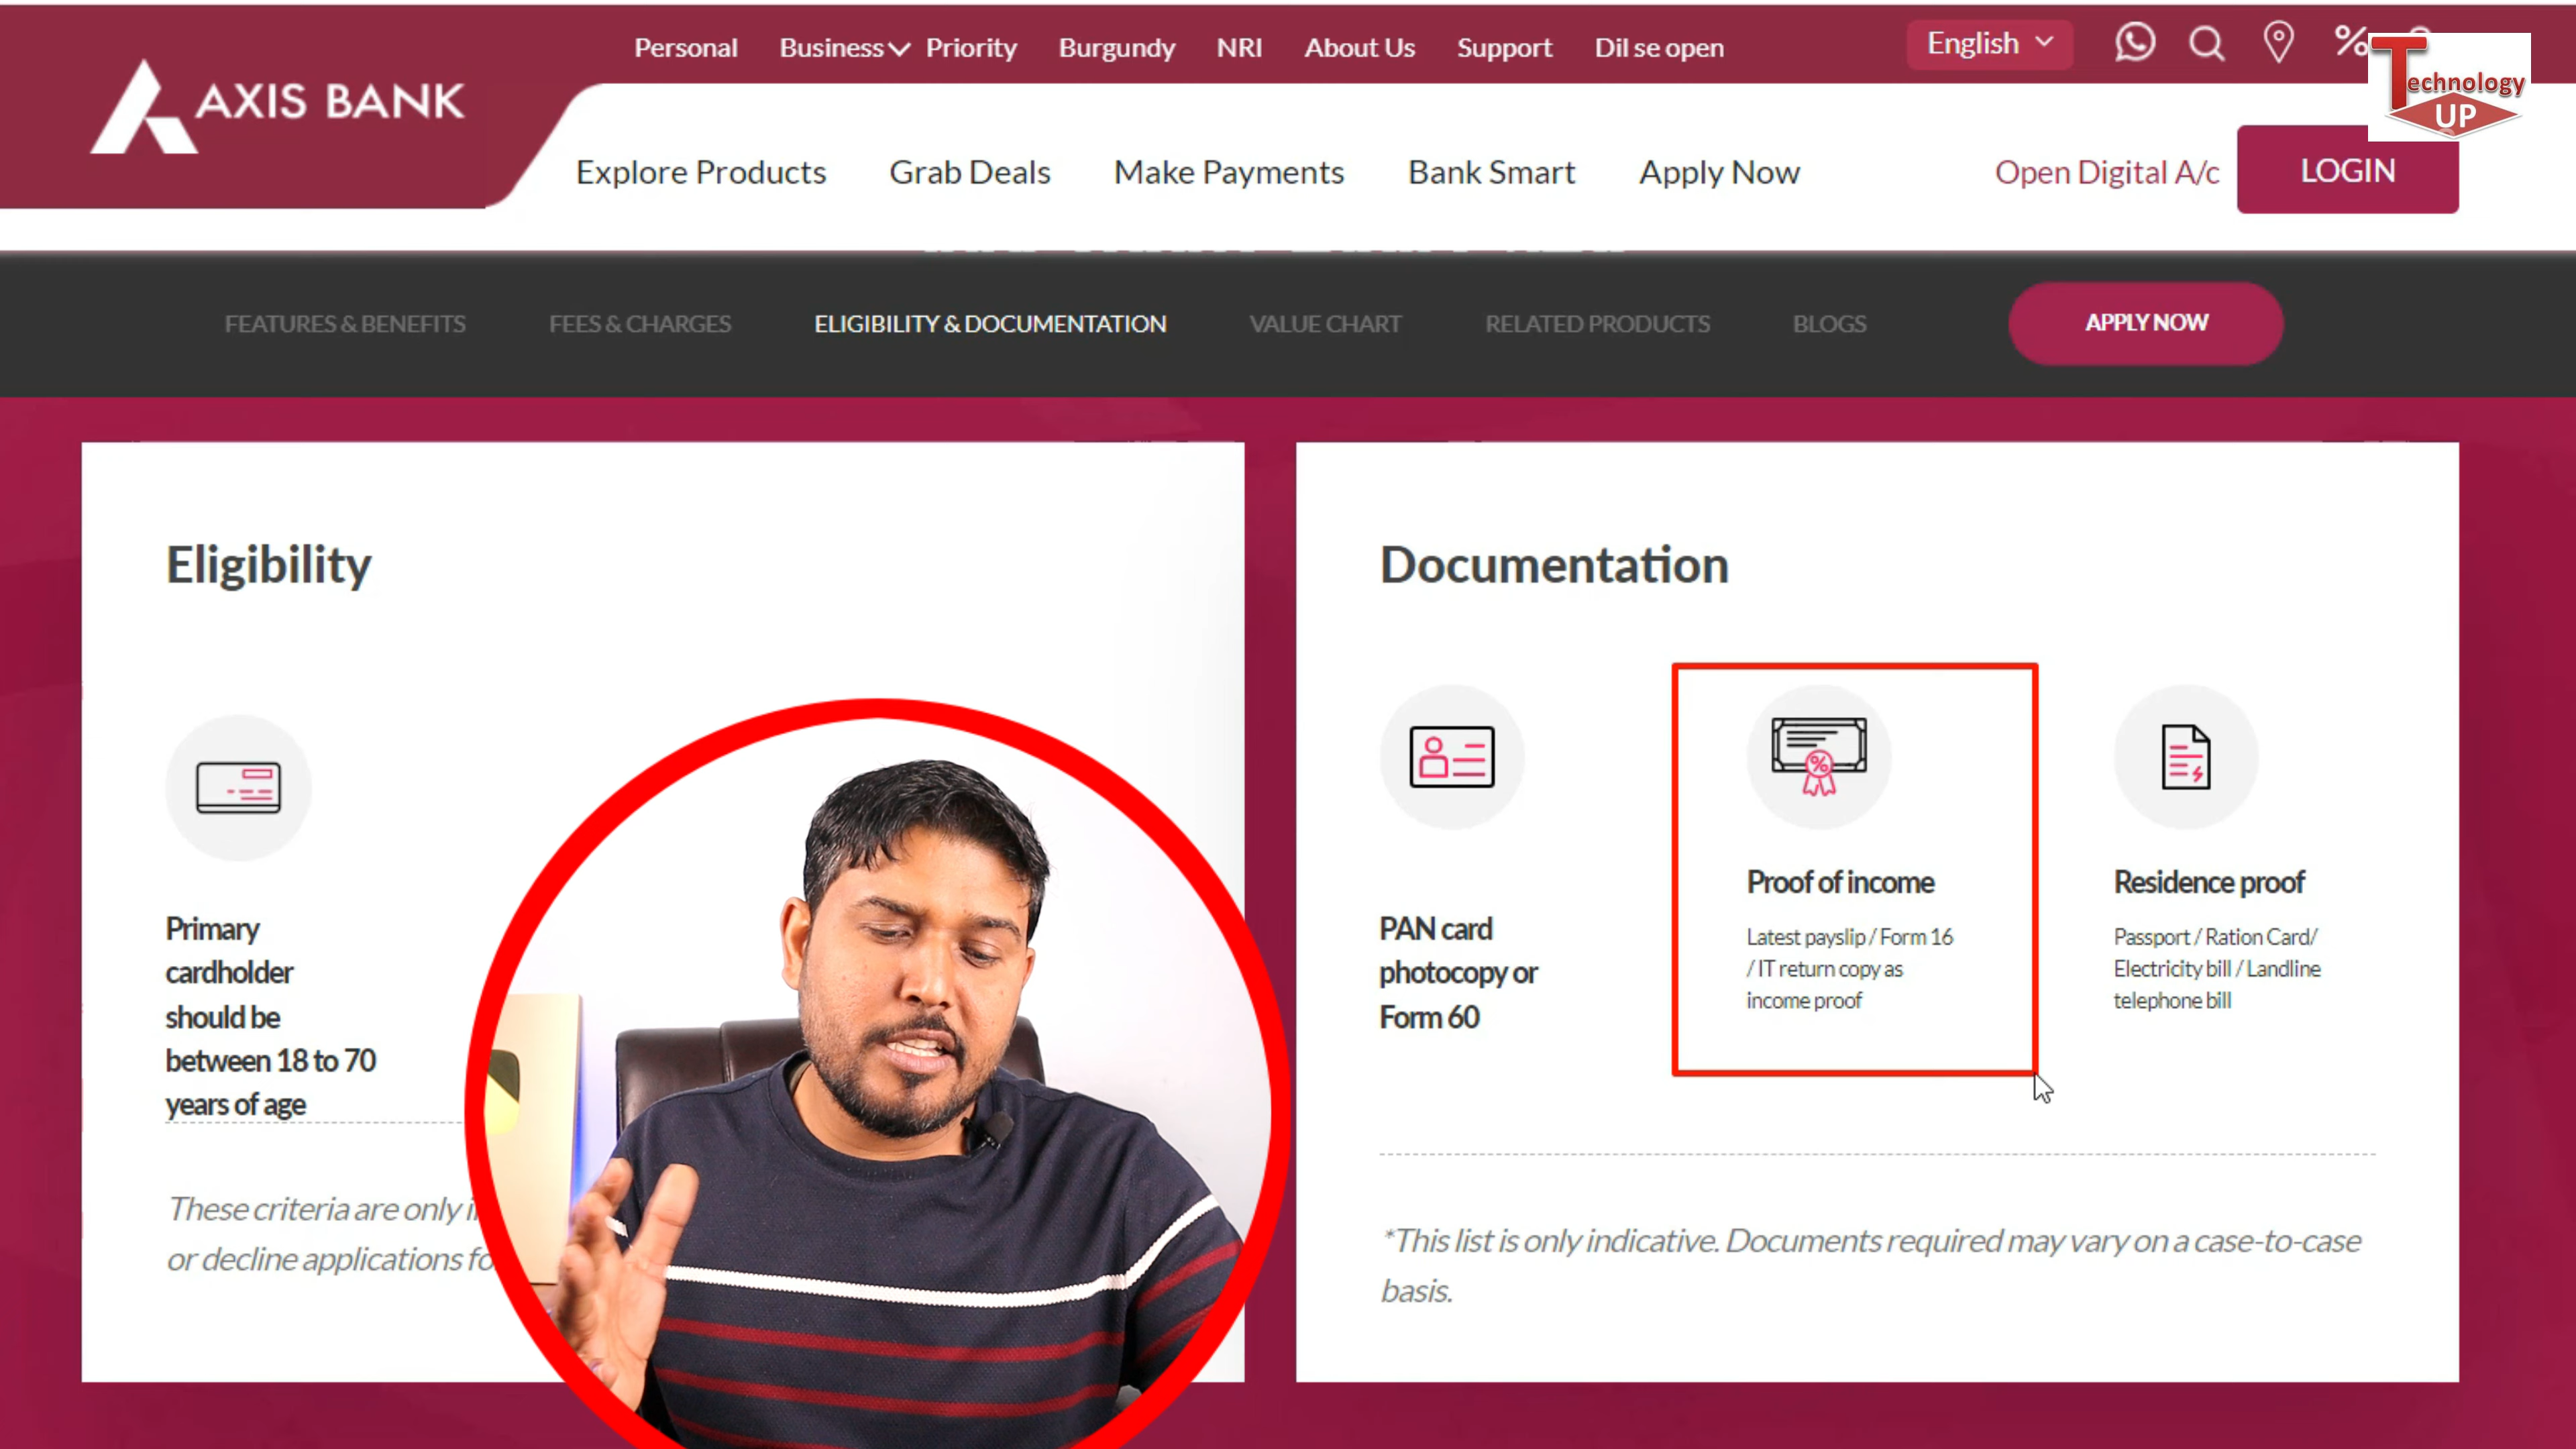 Personal Business Priority Burgundy NRI About Us Support Dil se open English %
AXIS BANK
Technology
UP
Explore Products Grab Deals Make Payments Bank Smart Apply Now Open Digital A/c LOGIN
FEATURES & BENEFITS FEES & CHARGES ELIGIBILITY & DOCUMENTATION VALUE CHART RELATED PRODUCTS BLOGS APPLY NOW
Eligibility
Primary
cardholder
should be
between 18 to 70
years of age
These criteria are only
or decline applications
Documentation
PAN card
photocopy or
Form 60
%
Proof of income
Latest payslip / Form 16
/ IT return copy as
income proof
Residence proof
Passport / Ration Card/
Electricity bill / Landline
telephone bill
*This list is only indicative. Documents required may vary on a case-to-case
basis.